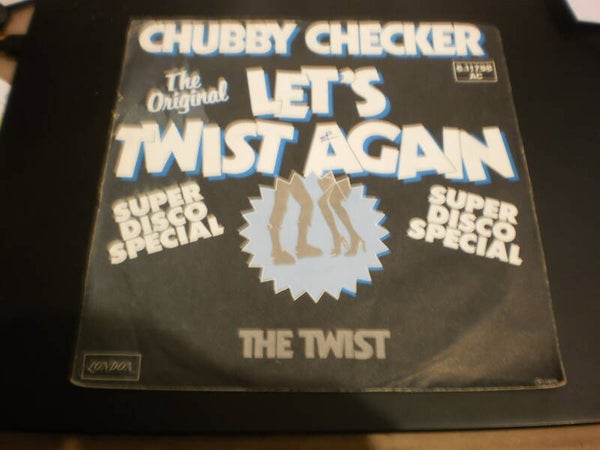 CHUBBY CHECKER
6.11798
AC
The
Original
LET'S
TWIST AGAIN
SUPER
DISCO
SPECIAL
SUPER
DISCO
SPECIAL
THE TWIST
LONDON